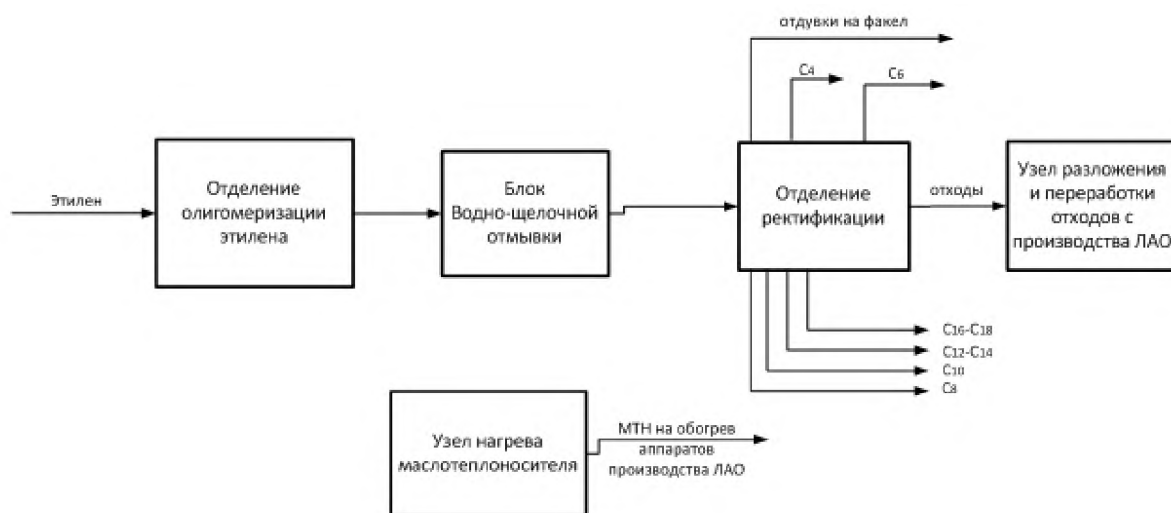 отдувки на факел
C4
C6
Этилен
Отделение
олигомеризации
этилена
Блок
Водно-щелочной
отмывки
Отделение
ректификации
отходы
Узел разложения
и переработки
отходов с
производства ЛАО
C16-C18
C12-C14
C10
C8
Узел нагрева
маслотеплоносителя
МТН на обогрев
аппаратов
производства ЛАО